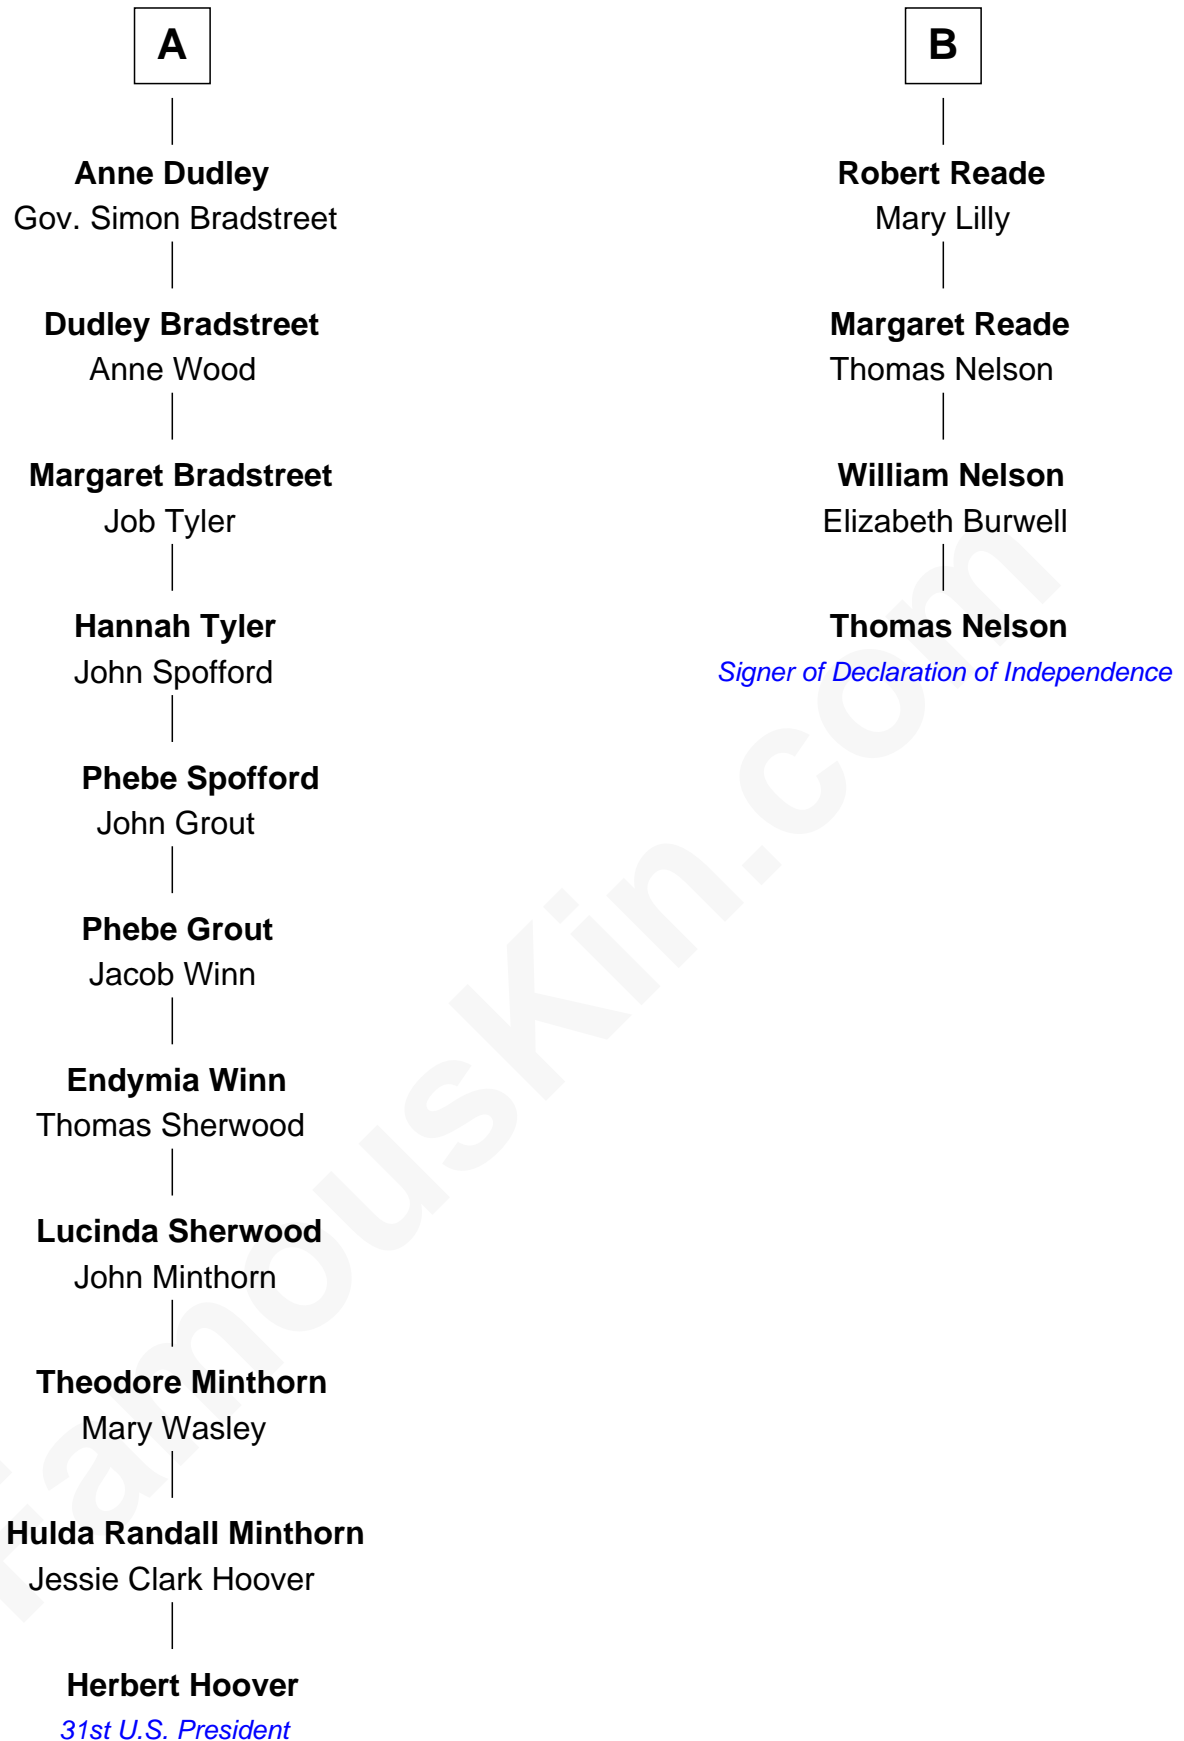 A
Anne Dudley
Gov. Simon Bradstreet
Dudley Bradstreet
Anne Wood
Margaret Bradstreet
Job Tyler
Hannah Tyler
John Spofford
Phebe Spofford
John Grout
Phebe Grout
Jacob Winn
Endymia Winn
Thomas Sherwood
Lucinda Sherwood
John Minthorn
Theodore Minthorn
Mary Wasley
Hulda Randall Minthorn
Jessie Clark Hoover
Herbert Hoover
31st U.S. President
B
Robert Reade
Mary Lilly
Margaret Reade
Thomas Nelson
William Nelson
Elizabeth Burwell
Thomas Nelson
Signer of Declaration of Independence
FamousKin.com